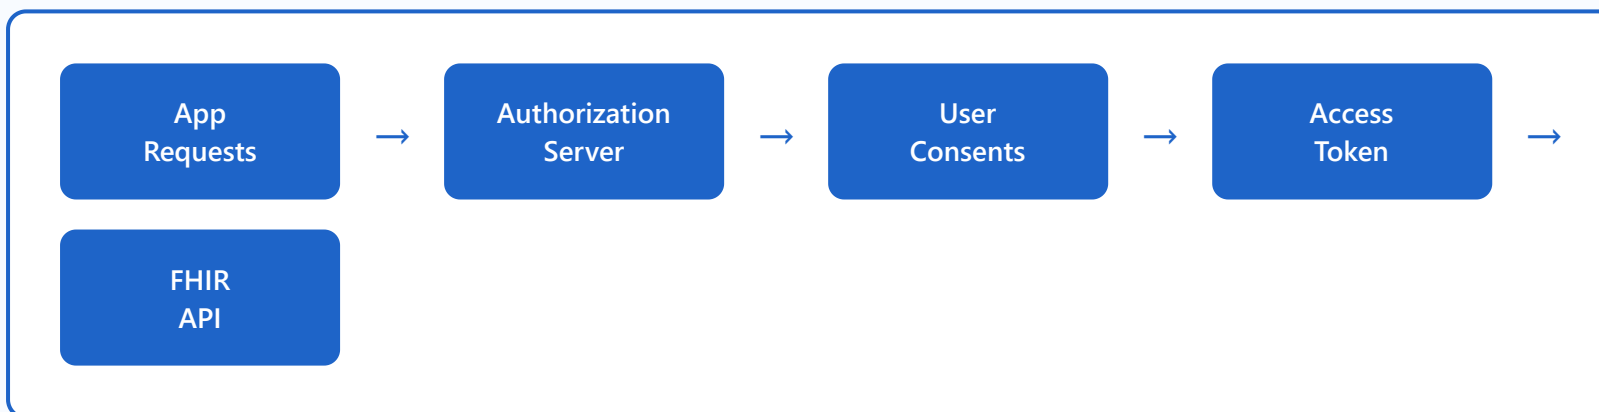 App
Requests
→
Authorization
Server
→
User
Consents
→
Access
Token
→
FHIR
API